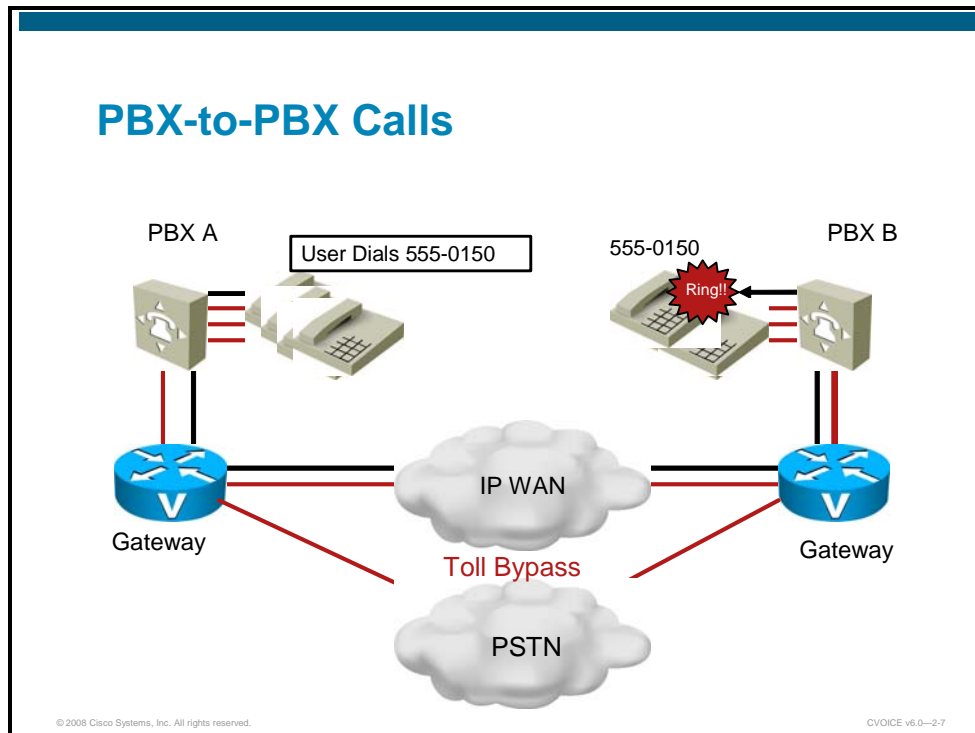 PBX-to-PBX Calls
PBX A
User Dials 555-0150
555-0150
PBX B
Ring!!
IP WAN
V
V
Gateway
Gateway
Toll Bypass
PSTN
© 2008 Cisco Systems, Inc. All rights reserved.
CVOICE v6.0—2-7